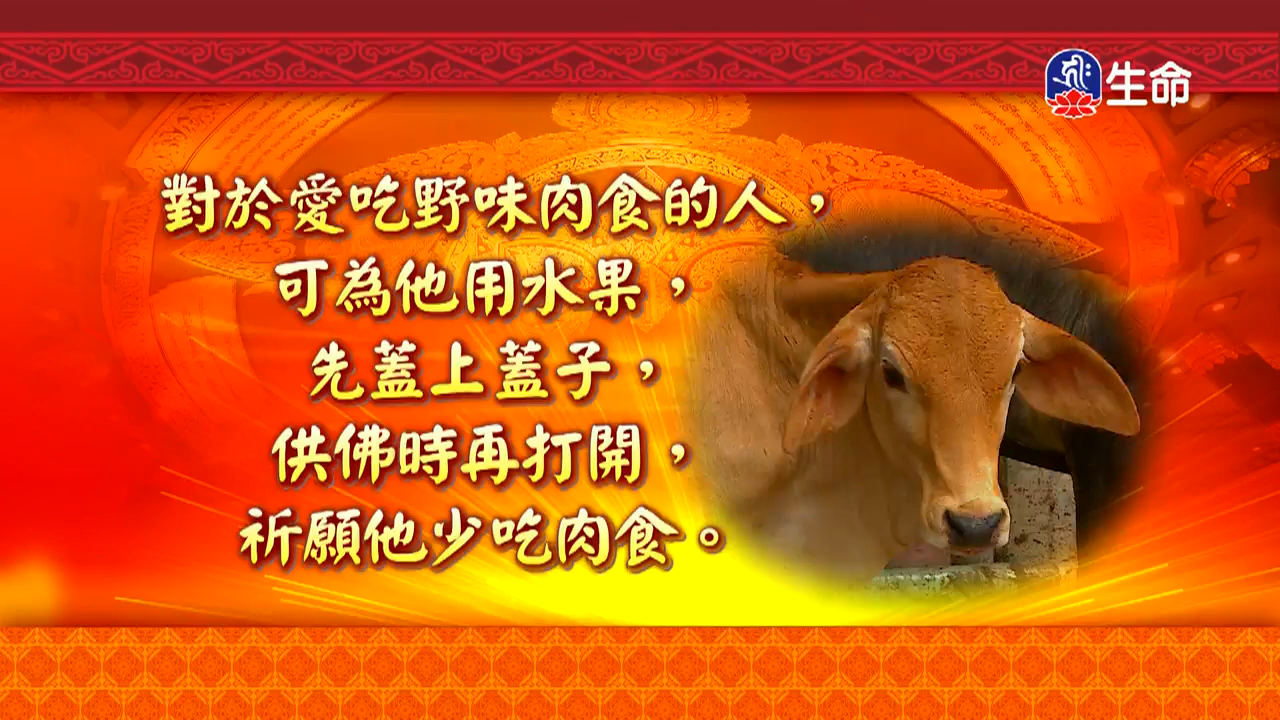 生命
對於愛吃野味肉食的人，
可為他用水果，
先蓋上蓋子，
供佛時再打開，
祈願他少吃肉食。